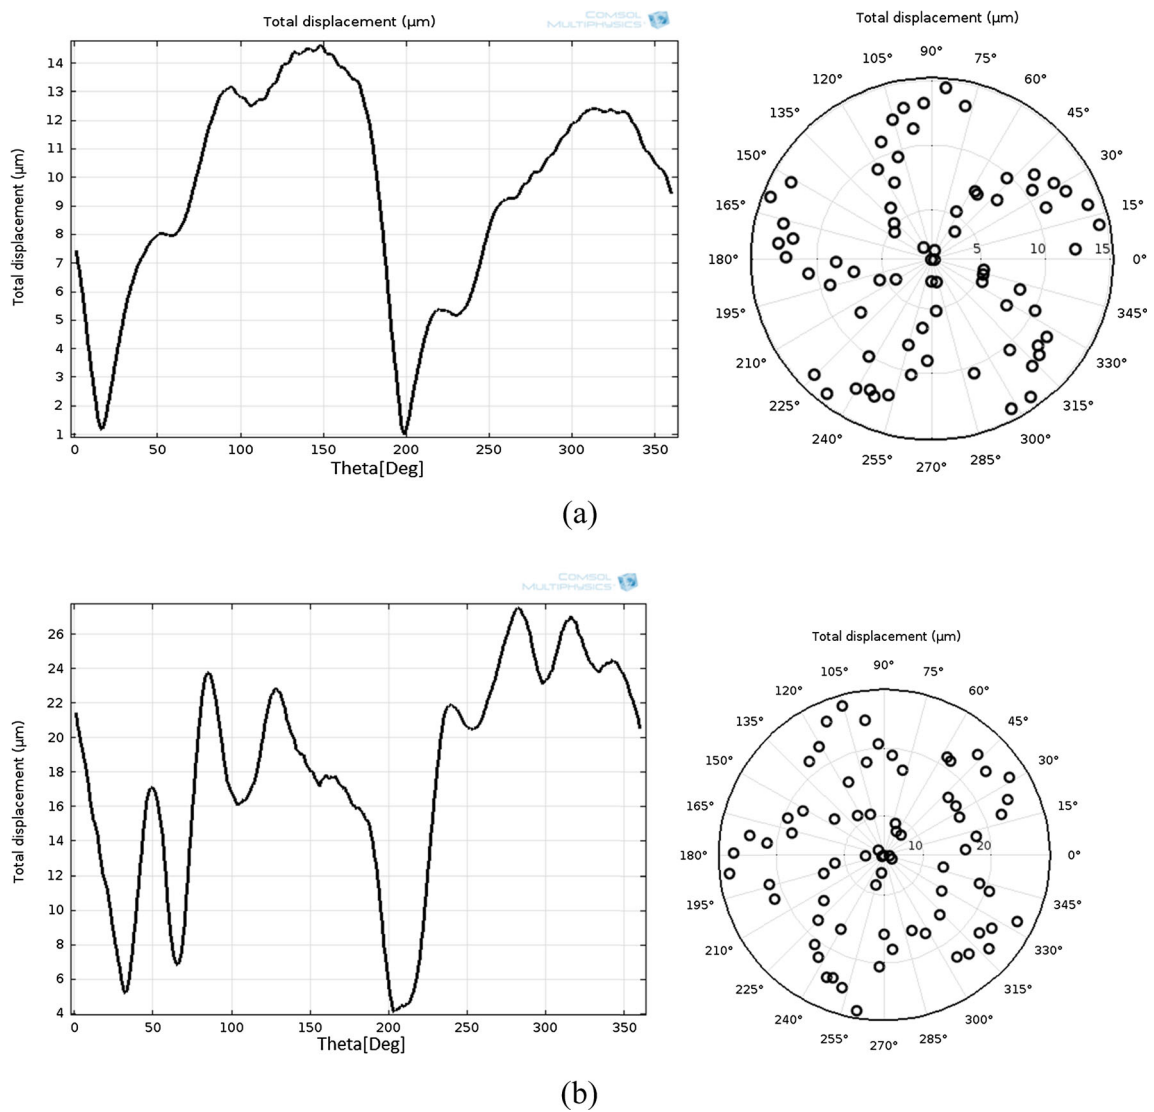 Total displacement (µm)
COMSOL
MULTIPHYSICS
Total displacement (µm)
14
13
12
11
10
9
8
7
6
5
4
3
2
1
Total displacement (µm)
0 50 100 150 200 250 300 350
Theta[Deg]
Total displacement (µm)
90°
105° 75°
120° 60°
135° 45°
150° 30°
165° 15°
180° 5 10 15 0°
195° 345°
210° 330°
225° 315°
240° 300°
255° 285°
270°
(a)
COMSOL
MULTIPHYSICS
26
24
22
20
18
16
14
12
10
8
6
4
Total displacement (µm)
0 50 100 150 200 250 300 350
Theta[Deg]
Total displacement (µm)
90°
105° 75°
120° 60°
135° 45°
150° 30°
165° 15°
180° 10 20 0°
195° 345°
210° 330°
225° 315°
240° 300°
255° 285°
270°
(b)